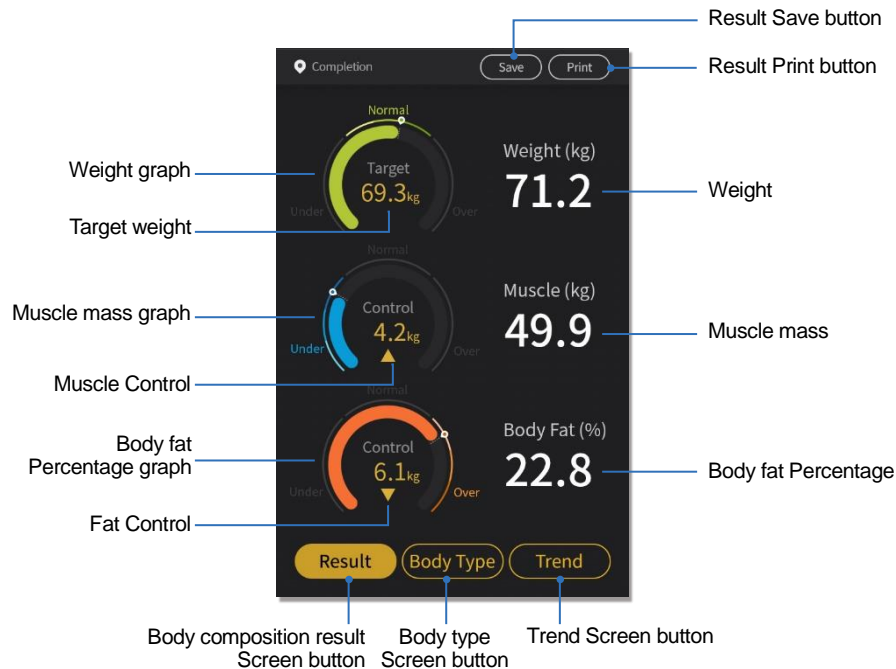 Result Save button
Completion
Save
Print
Result Print button
Normal
Weight graph
Target
69.3kg
Under
Over
Weight (kg)
71.2
Weight
Target weight
Normal
Muscle mass graph
Control
4.2kg
Under
Over
Muscle (kg)
49.9
Muscle mass
Muscle Control
Normal
Body fat
Percentage graph
Control
6.1kg
Under
Over
Body Fat (%)
22.8
Body fat Percentage
Fat Control
Result
Body Type
Trend
Body composition result
Screen button
Body type
Screen button
Trend Screen button